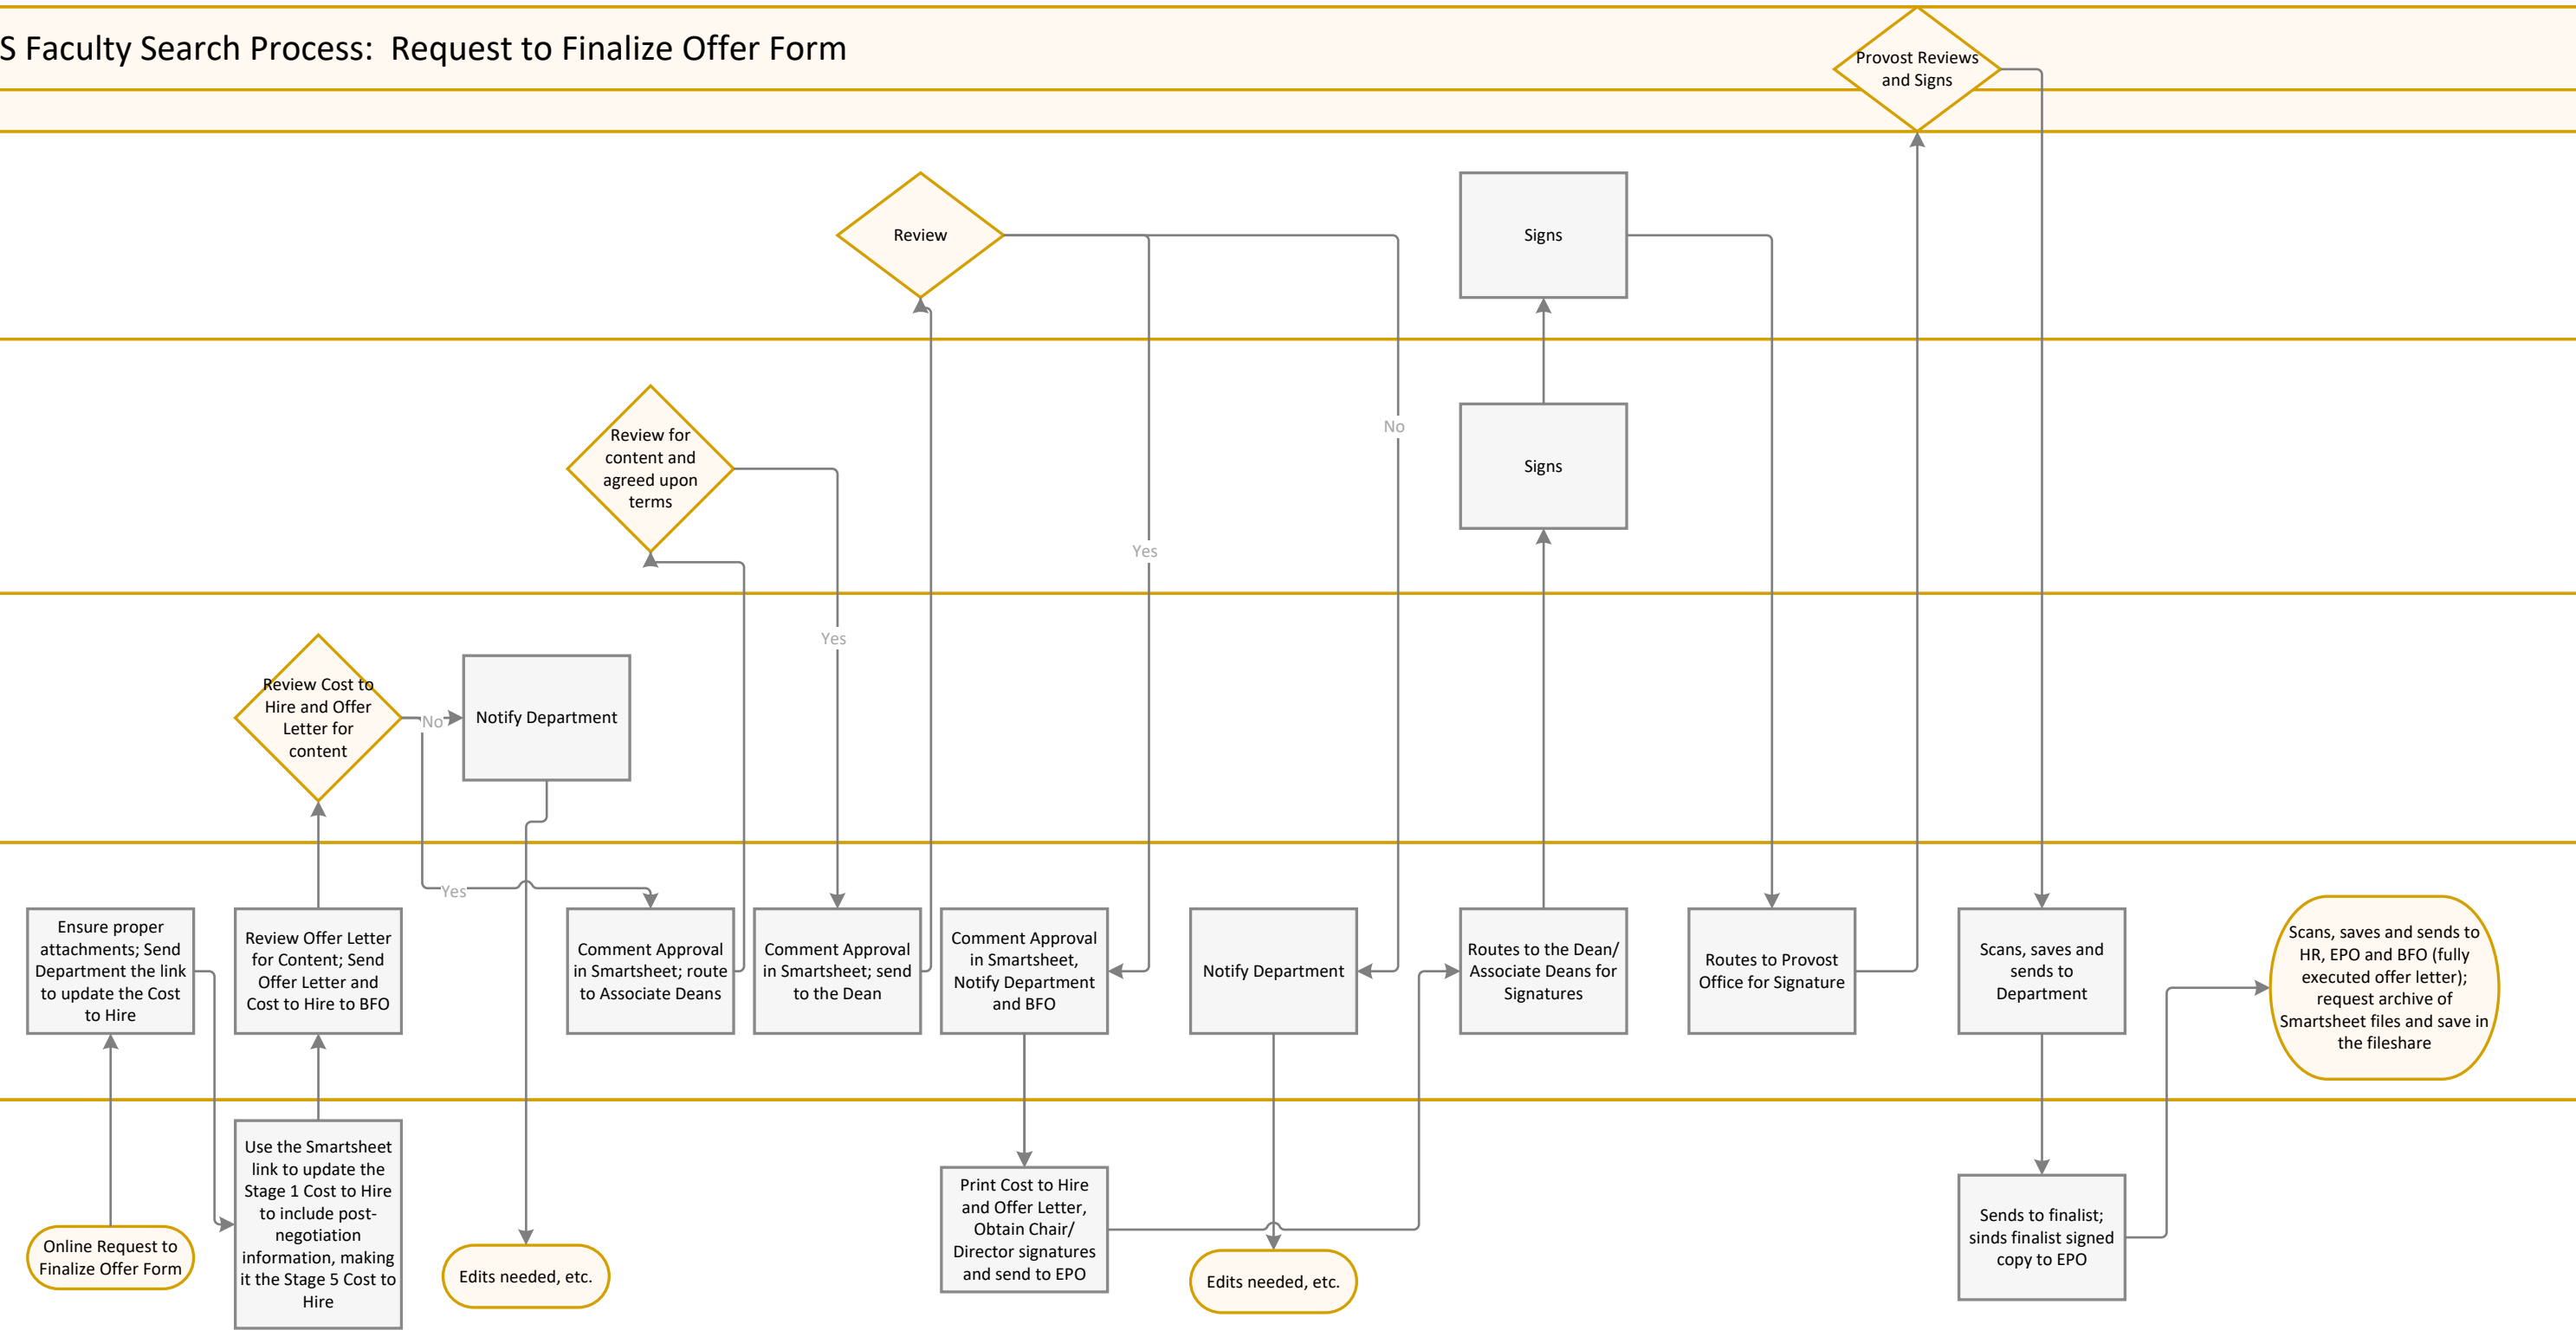 S Faculty Search Process:  Request to Finalize Offer Form
Provost Reviews
and Signs
Review
Signs
No
Review for
content and
agreed upon
terms
Signs
Yes
Yes
Review Cost to
Hire and Offer
Letter for
content
No
Notify Department
Yes
Ensure proper
attachments; Send
Department the link
to update the Cost
to Hire
Review Offer Letter
for Content; Send
Offer Letter and
Cost to Hire to BFO
Comment Approval
in Smartsheet; route
to Associate Deans
Comment Approval
in Smartsheet; send
to the Dean
Comment Approval
in Smartsheet,
Notify Department
and BFO
Notify Department
Routes to the Dean/
Associate Deans for
Signatures
Routes to Provost
Office for Signature
Scans, saves and
sends to
Department
Scans, saves and sends to
HR, EPO and BFO (fully
executed offer letter);
request archive of
Smartsheet files and save in
the fileshare
Online Request to
Finalize Offer Form
Use the Smartsheet
link to update the
Stage 1 Cost to Hire
to include post-
negotiation
information, making
it the Stage 5 Cost to
Hire
Edits needed, etc.
Print Cost to Hire
and Offer Letter,
Obtain Chair/
Director signatures
and send to EPO
Edits needed, etc.
Sends to finalist;
sinds finalist signed
copy to EPO